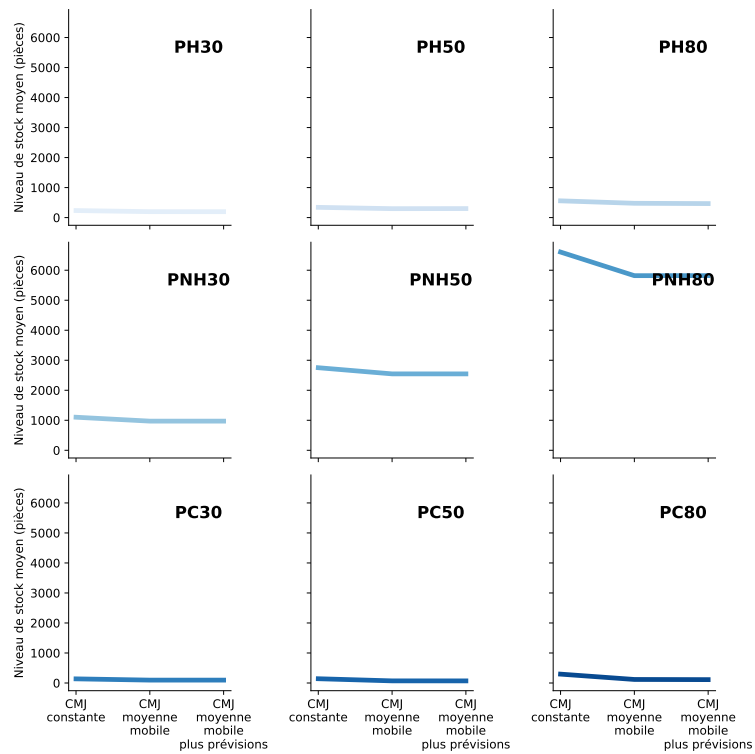 Niveau de stock moyen (pièces)
6000
5000
4000
3000
2000
1000
0
PH30
PH50
PH80
Niveau de stock moyen (pièces)
6000
5000
4000
3000
2000
1000
0
PNH30
PNH50
PNH80
Niveau de stock moyen (pièces)
6000
5000
4000
3000
2000
1000
0
PC30
PC50
PC80
CMJ
constante
CMJ
moyenne
mobile
CMJ
moyenne
mobile
plus prévisions
CMJ
constante
CMJ
moyenne
mobile
CMJ
moyenne
mobile
plus prévisions
CMJ
constante
CMJ
moyenne
mobile
CMJ
moyenne
mobile
plus prévisions